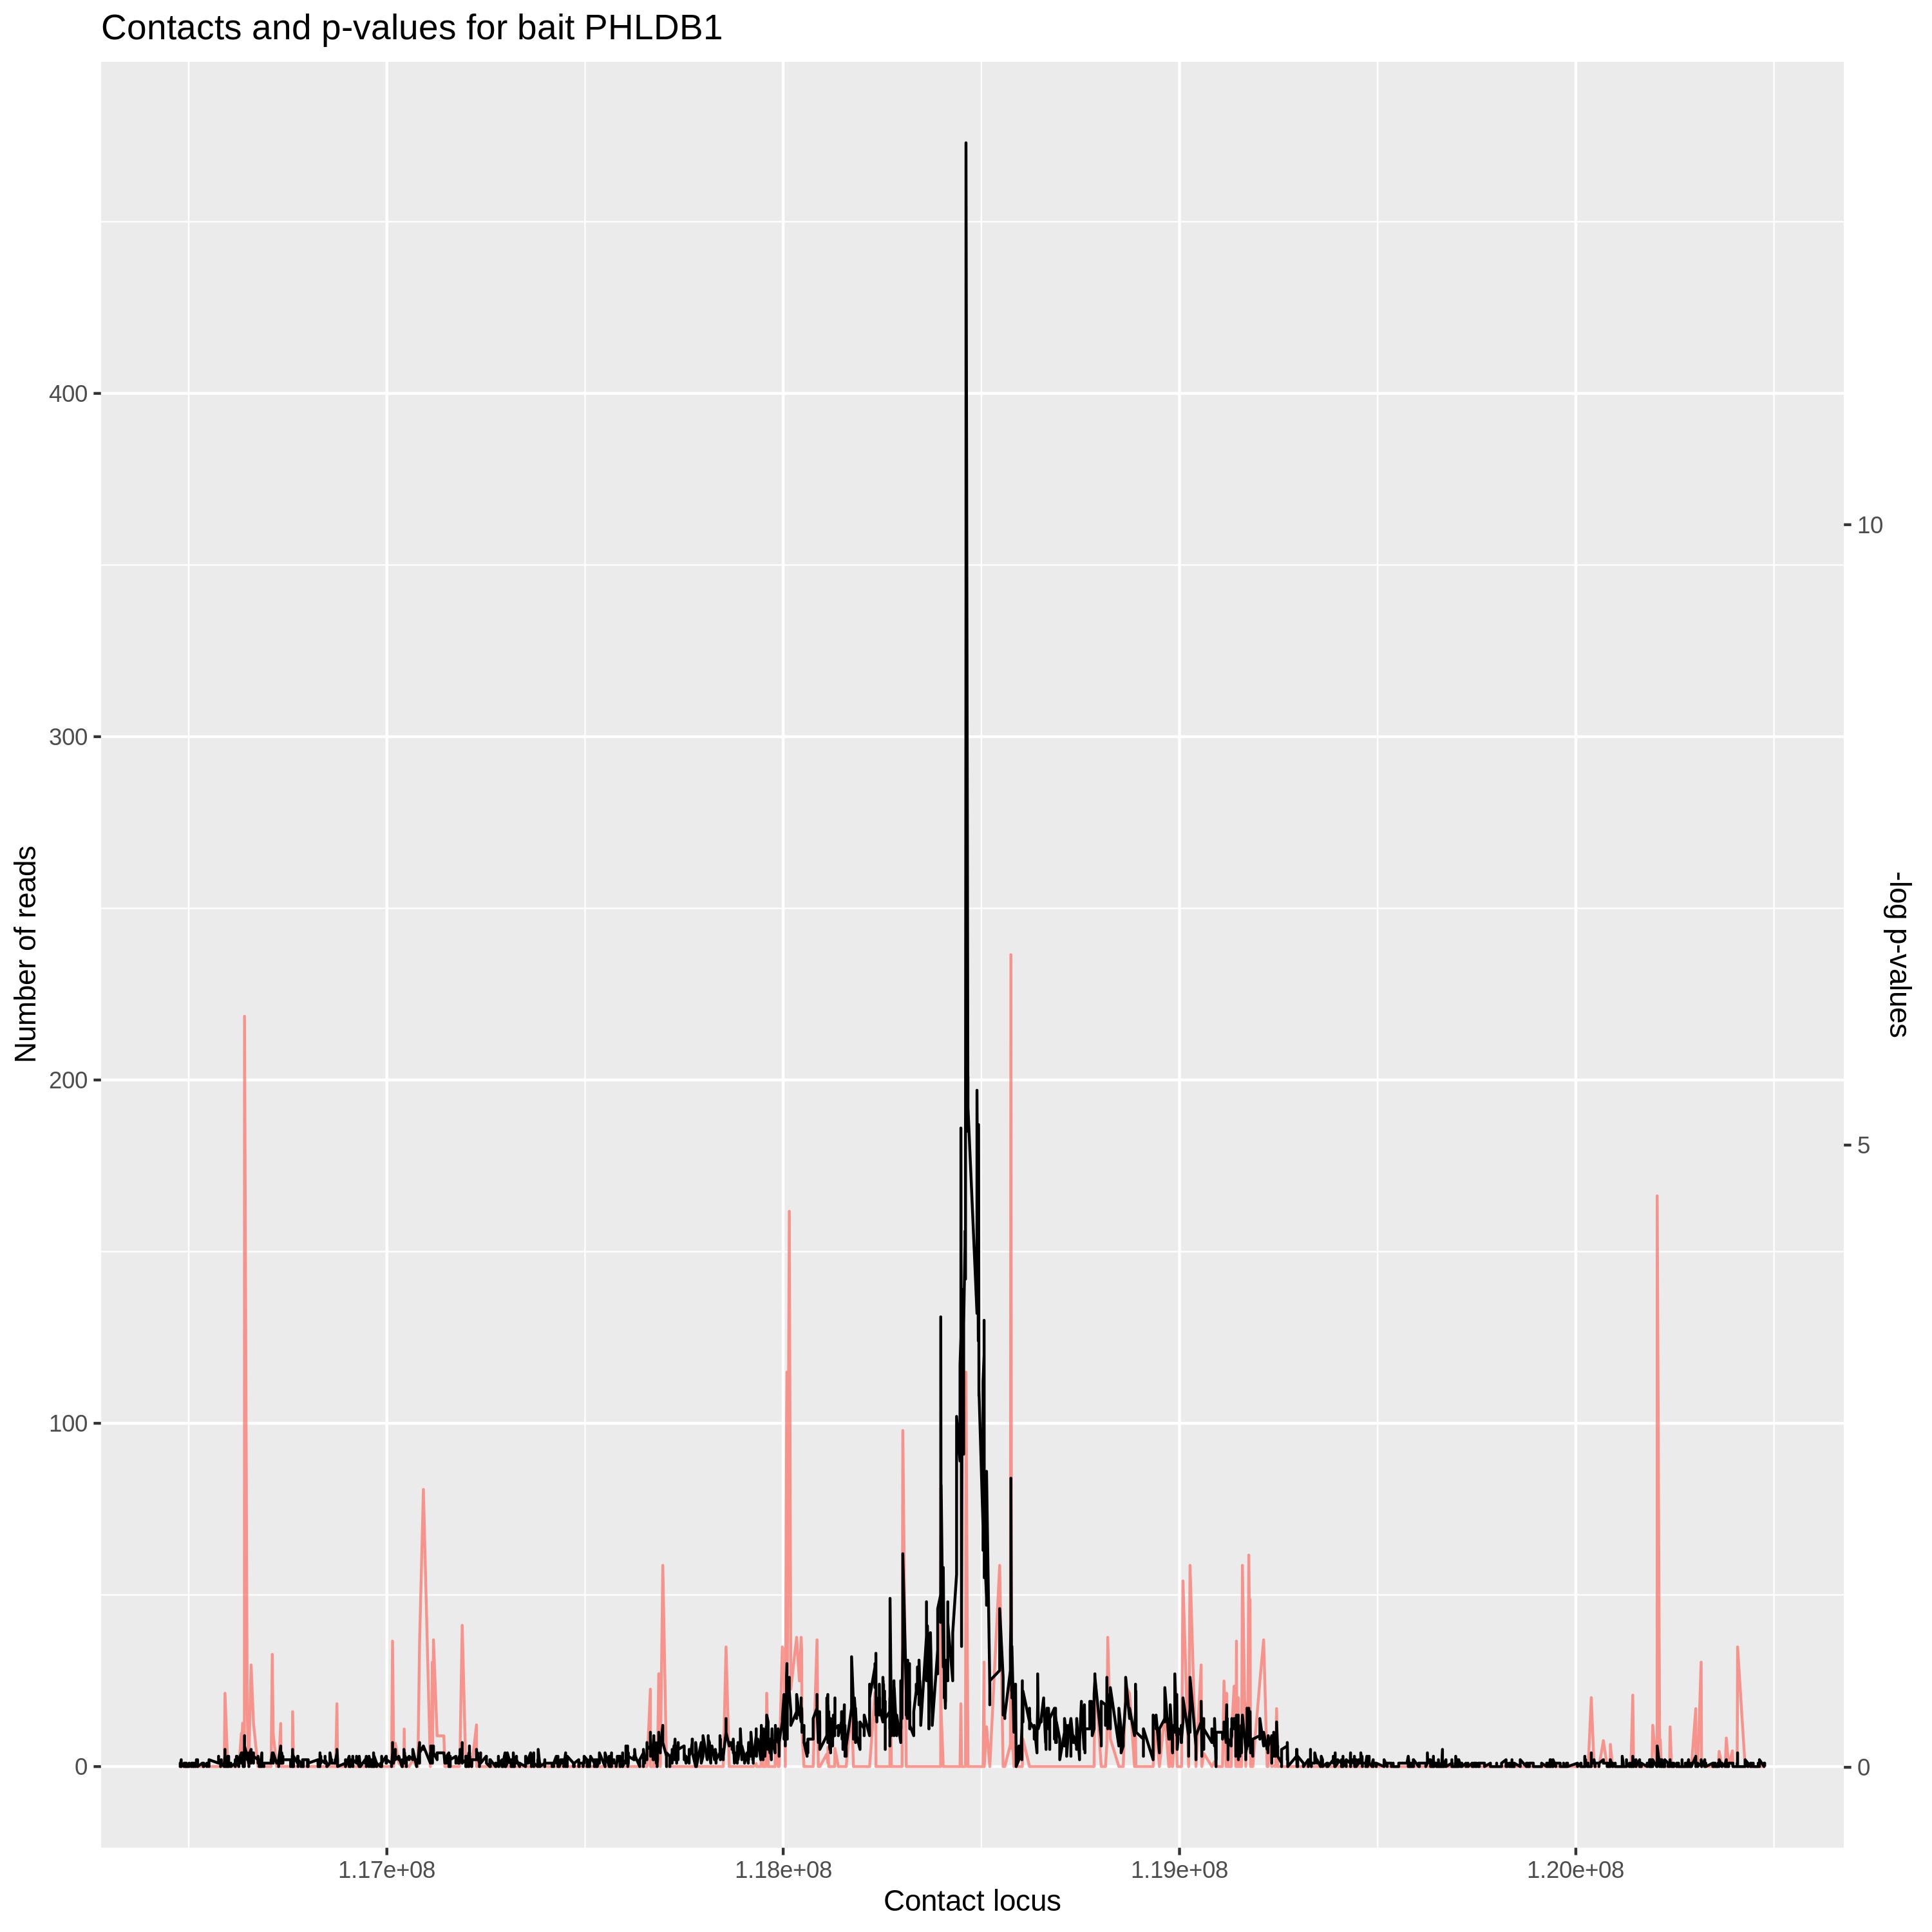 Contacts and p-values for bait PHLDB1
400
300
200
100
0
Number of reads
10
5
0
-log p-values
1.17e+08
1.18e+08
1.19e+08
1.20e+08
Contact locus